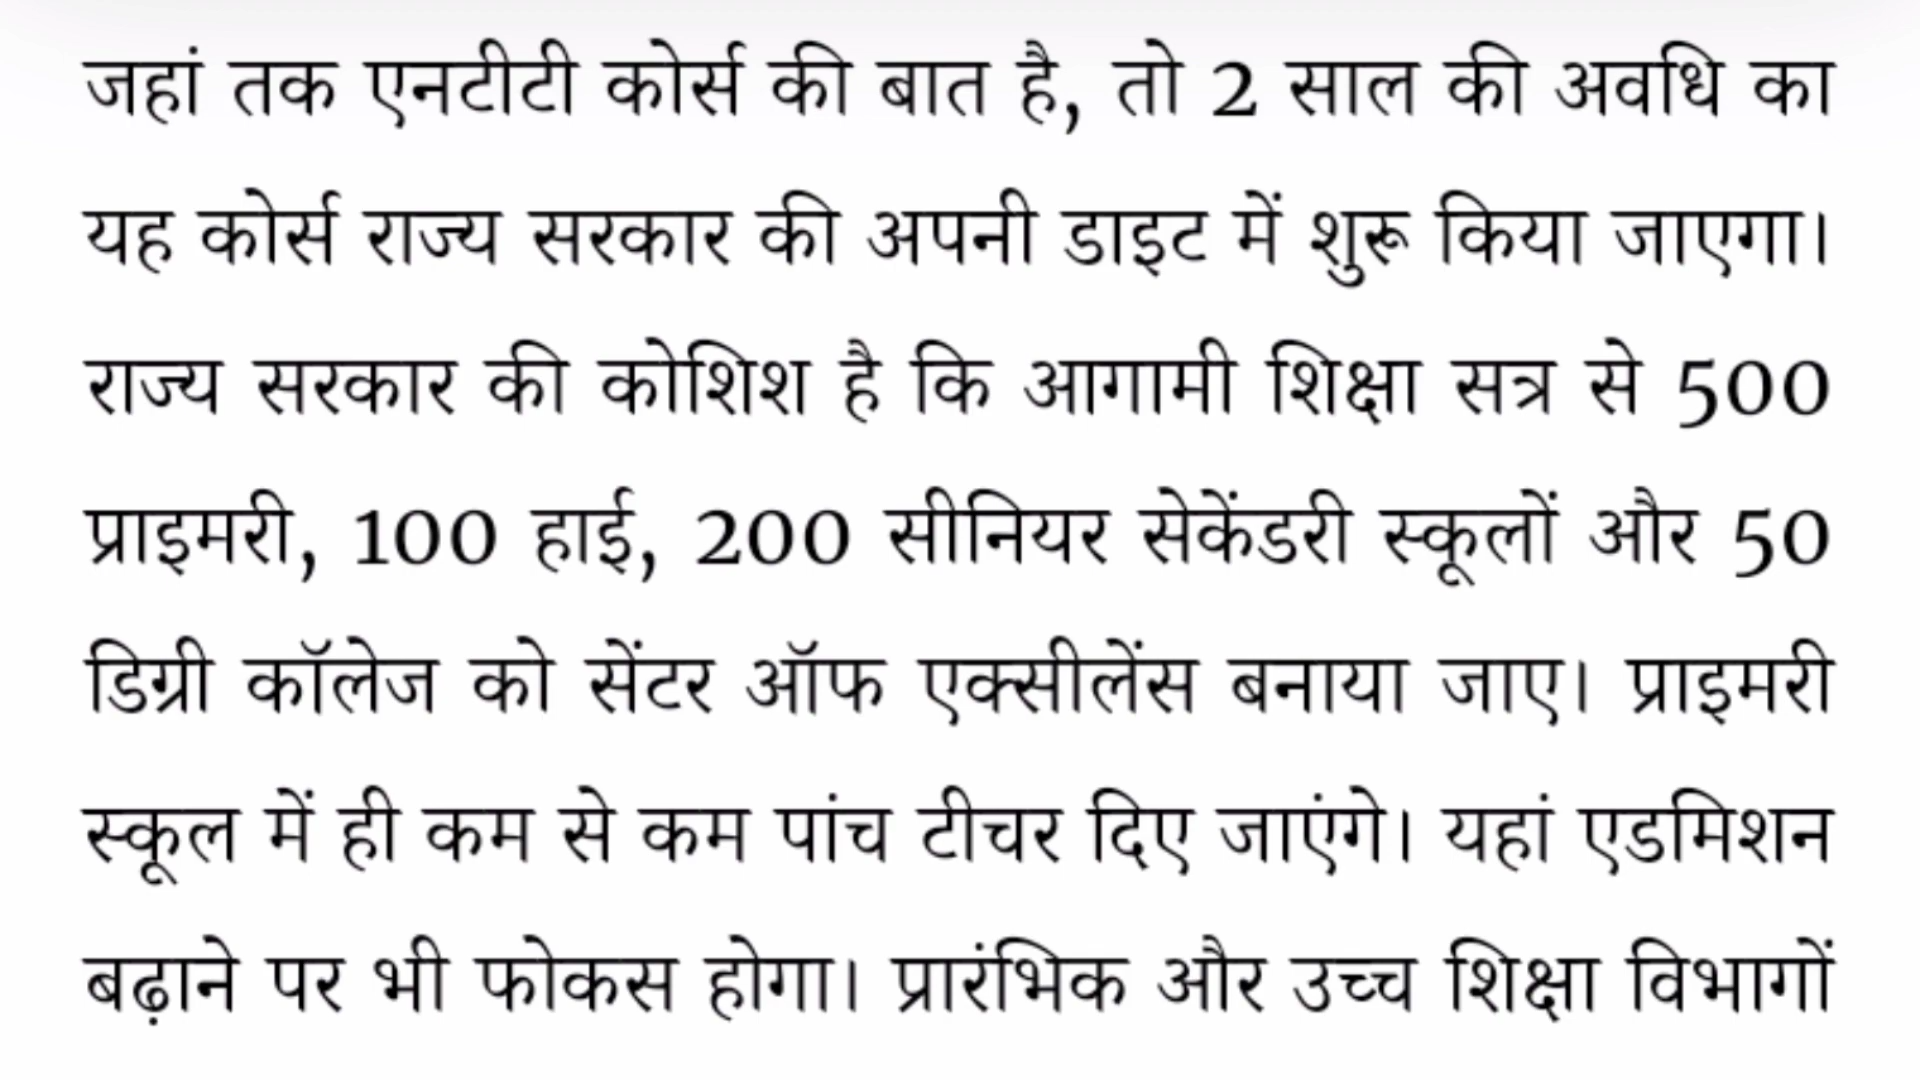 जहां तक एनटीटी कोर्स की बात है, तो 2 साल की अवधि का
यह कोर्स राज्य सरकार की अपनी डाइट में शुरू किया जाएगा।
राज्य सरकार की कोशिश है कि आगामी शिक्षा सत्र से 500
प्राइमरी, 100 हाई, 200 सीनियर सेकेंडरी स्कूलों और 50
डिग्री कॉलेज को सेंटर ऑफ एक्सीलेंस बनाया जाए। प्राइमरी
स्कूल में ही कम से कम पांच टीचर दिए जाएंगे। यहां एडमिशन
बढ़ाने पर भी फोकस होगा। प्रारंभिक और उच्च शिक्षा विभागों